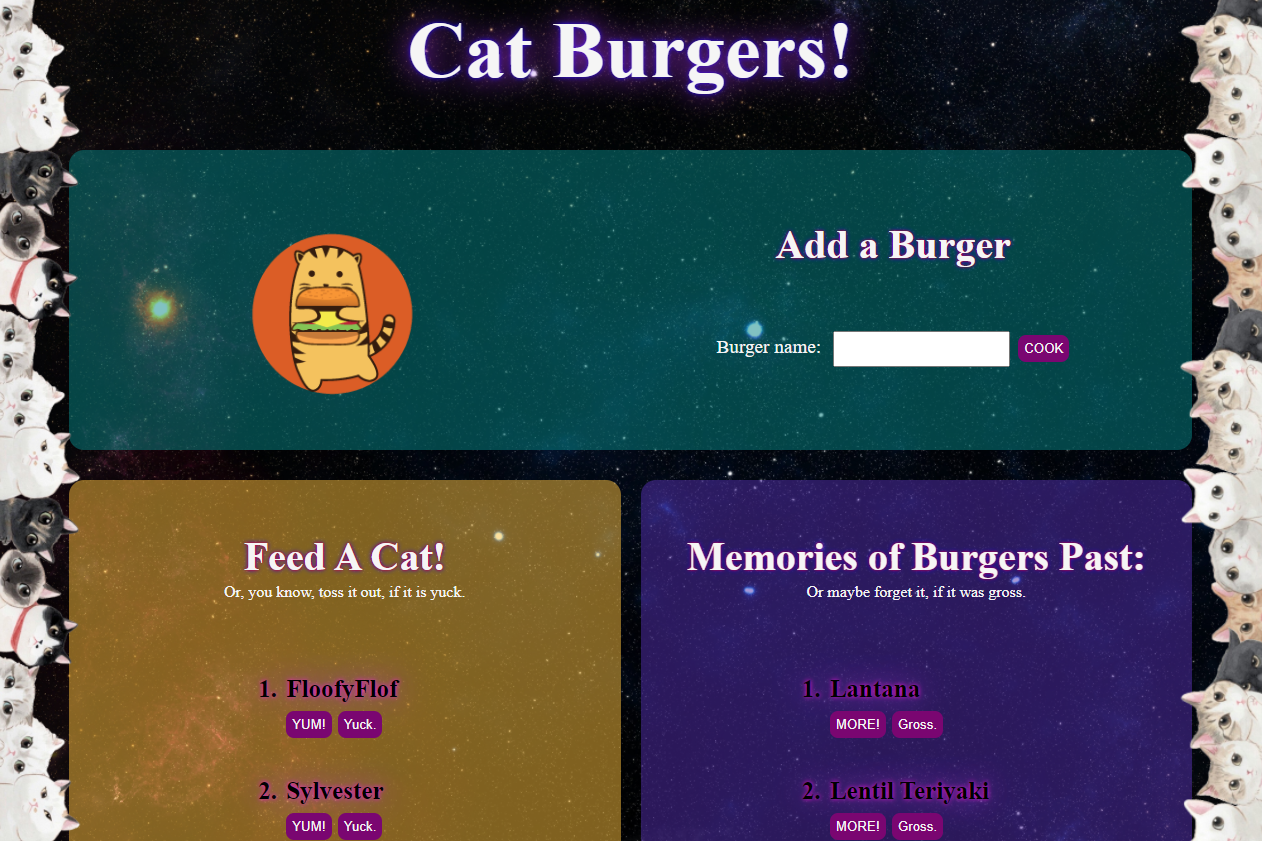 Cat Burgers!
Add a Burger
Burger name:
COOK
Feed A Cat!
Or, you know, toss it out, if it is yuck.
1. FloofyFlof
YUM! Yuck.
2. Sylvester
YUM! Yuck.
Memories of Burgers Past:
Or maybe forget it, if it was gross.
1. Lantana
MORE! Gross.
2. Lentil Teriyaki
MORE! Gross.